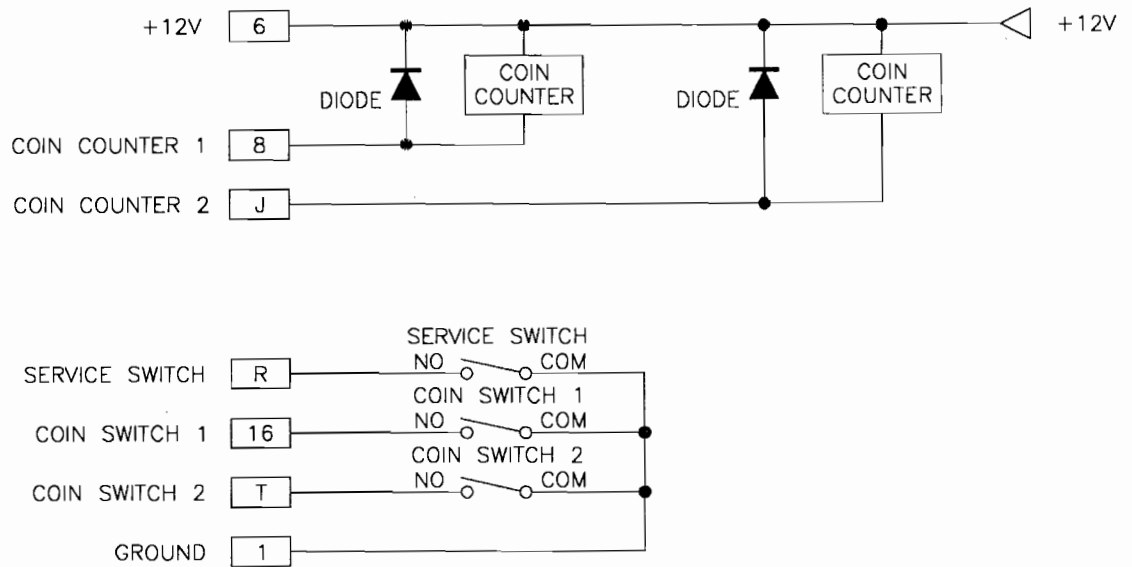 +12V 6 +12V
DIODE COIN COUNTER DIODE COIN COUNTER
COIN COUNTER 1 8
COIN COUNTER 2 J
SERVICE SWITCH
SERVICE SWITCH R NO COM
COIN SWITCH 1
COIN SWITCH 1 16 NO COM
COIN SWITCH 2
COIN SWITCH 2 T NO COM
GROUND 1